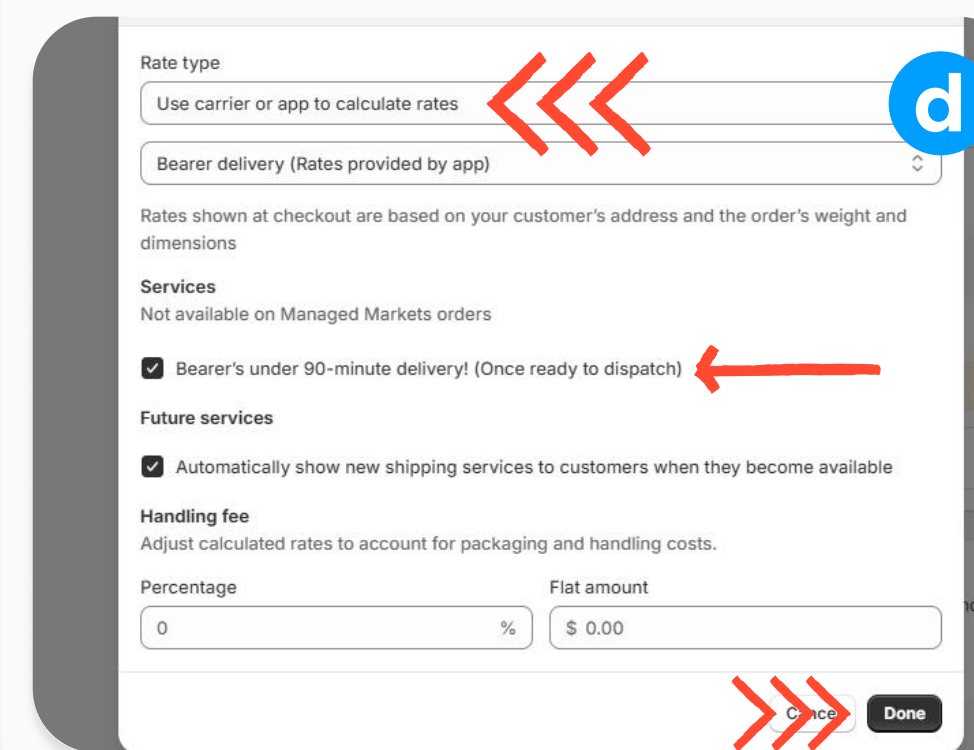 Rate type
Use carrier or app to calculate rates
d
Bearer delivery (Rates provided by app)
Rates shown at checkout are based on your customer's address and the order's weight and
dimensions
Services
Not available on Managed Markets orders
Bearer's under 90-minute delivery! (Once ready to dispatch)
Future services
Automatically show new shipping services to customers when they become available
Handling fee
Adjust calculated rates to account for packaging and handling costs.
Percentage Flat amount
0 % $ 0.00
Cancel Done